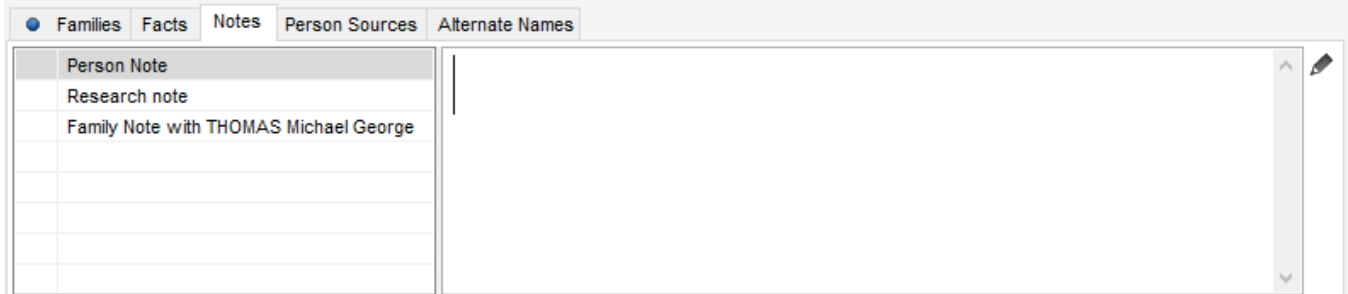 Families Facts Notes Person Sources Alternate Names
Person Note
Research note
Family Note with THOMAS Michael George